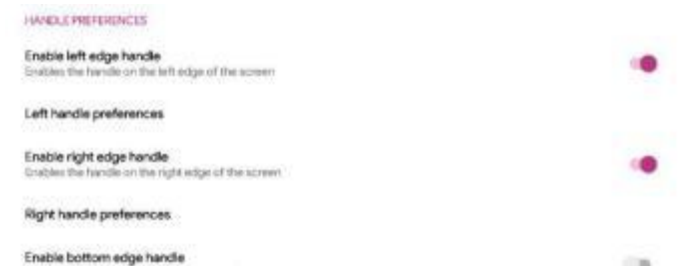 HANDLE PREFERENCES
Enable left edge handle
Enables the handle on the left edge of the screen
Left handle preferences
Enable right edge handle
Enables the handle on the right edge of the screen
Right handle preferences
Enable bottom edge handle